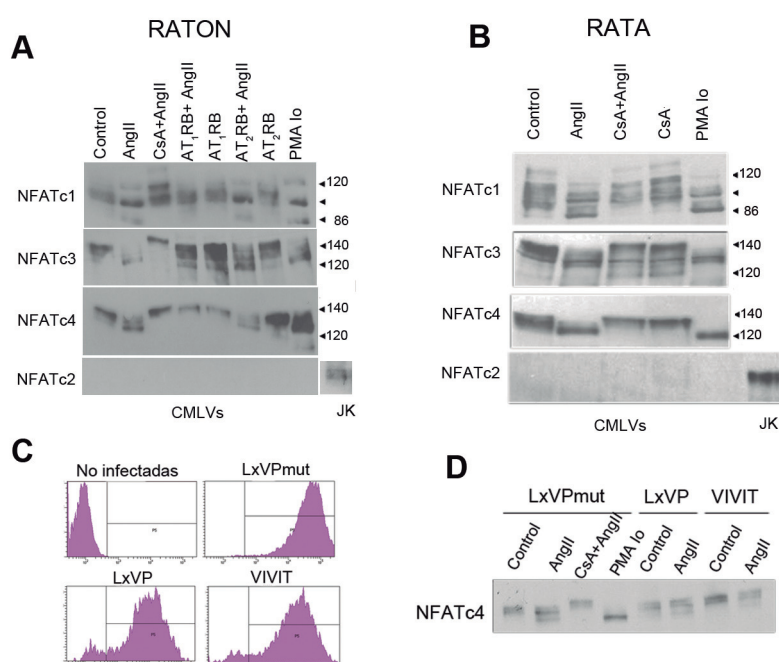 RATON
A
Control
AngII
CsA+AngII
AT1RB+ AngII
AT1RB
AT2RB+ AngII
AT2RB
PMA Io
NFATc1
120
86
NFATc3
140
120
NFATc4
140
120
NFATc2
CMLVs
JK
RATA
B
Control
AngII
CsA+AngII
CsA
PMA Io
NFATc1
120
86
NFATc3
140
120
NFATc4
140
120
NFATc2
CMLVs
JK
C
No infectadas
LxVPmut
LxVP
VIVIT
D
LxVPmut LxVP VIVIT
Control
AngII
CsA+AngII
PMA Io
Control
AngII
Control
AngII
NFATc4